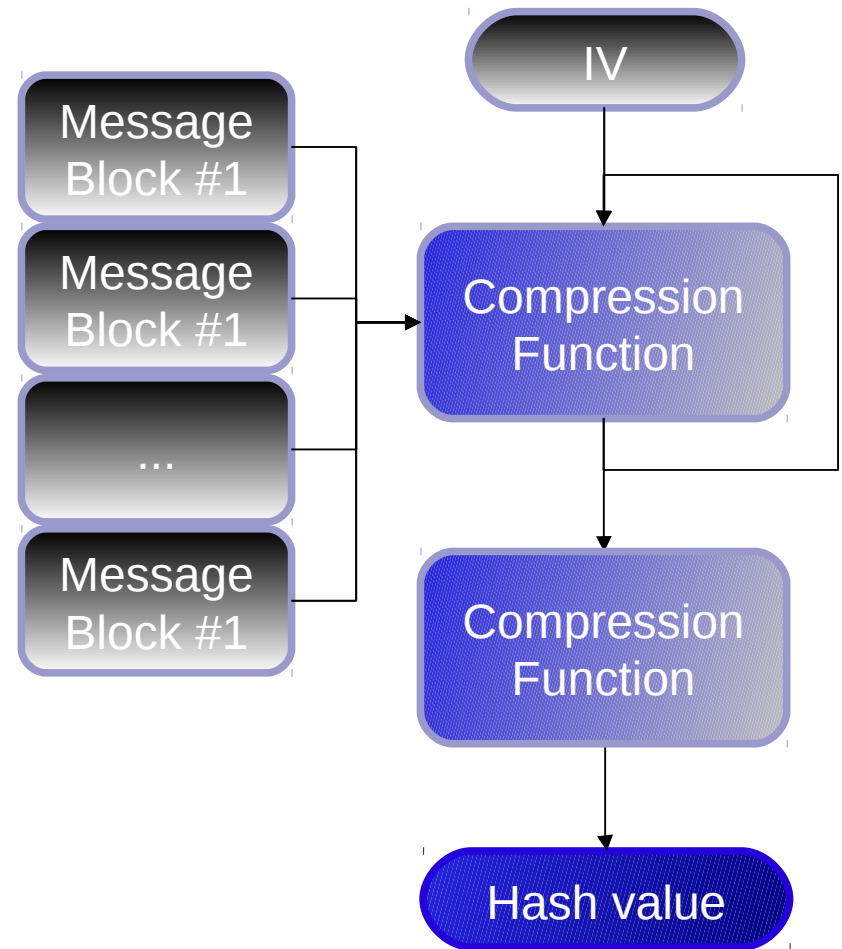 IV
Message
Block #1
Message
Block #1
...
Message
Block #1
Compression
Function
Compression
Function
Hash value